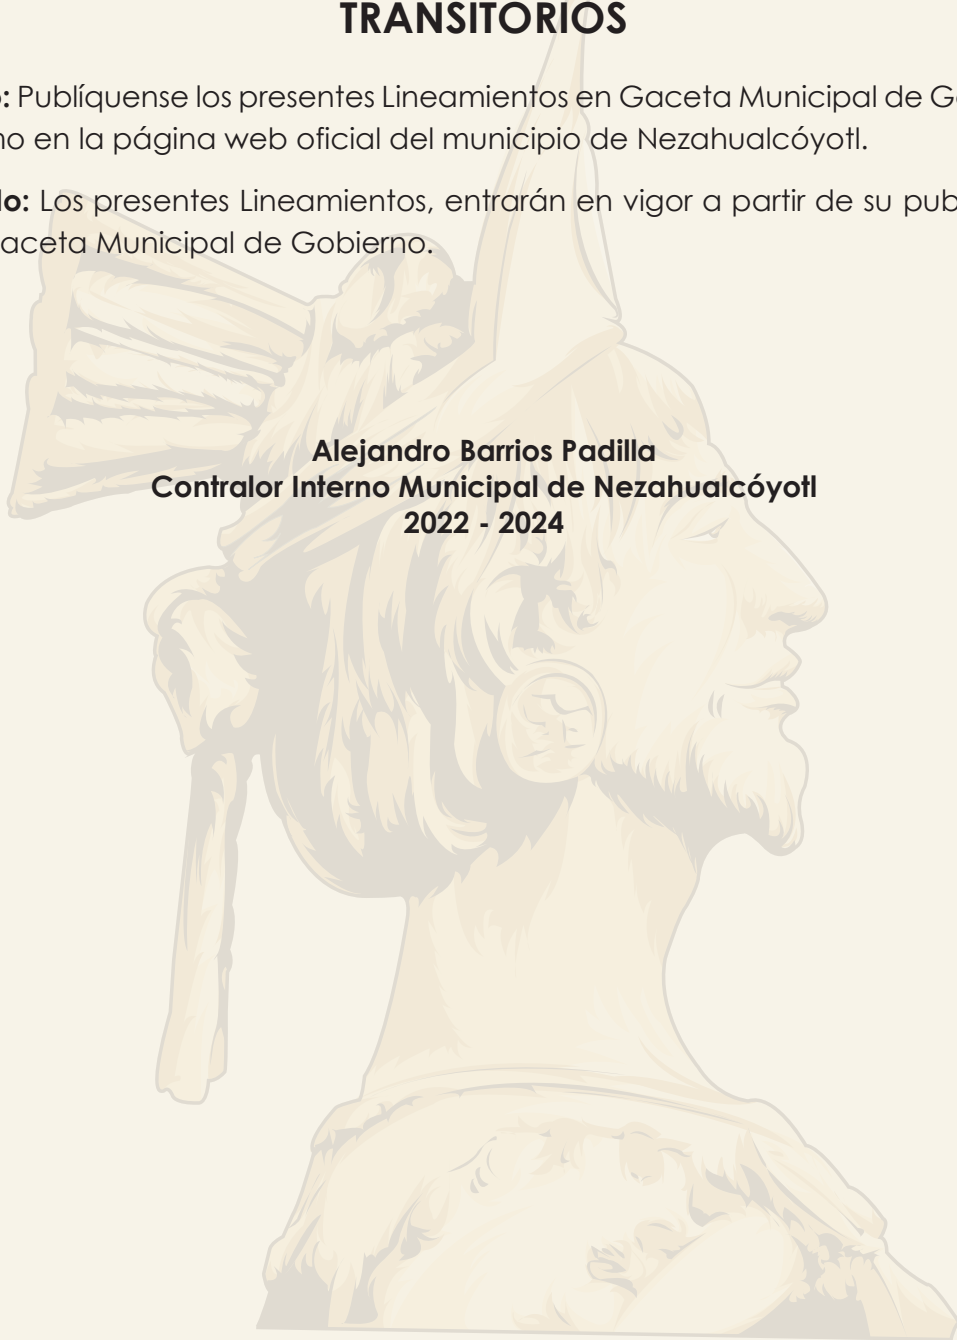 TRANSITORIOS
o: Publíquense los presentes Lineamientos en Gaceta Municipal de G
no en la página web oficial del municipio de Nezahualcóyotl.
do: Los presentes Lineamientos, entrarán en vigor a partir de su pub
aceta Municipal de Gobierno.
Alejandro Barrios Padilla
Contralor Interno Municipal de Nezahualcóyotl
2022 - 2024